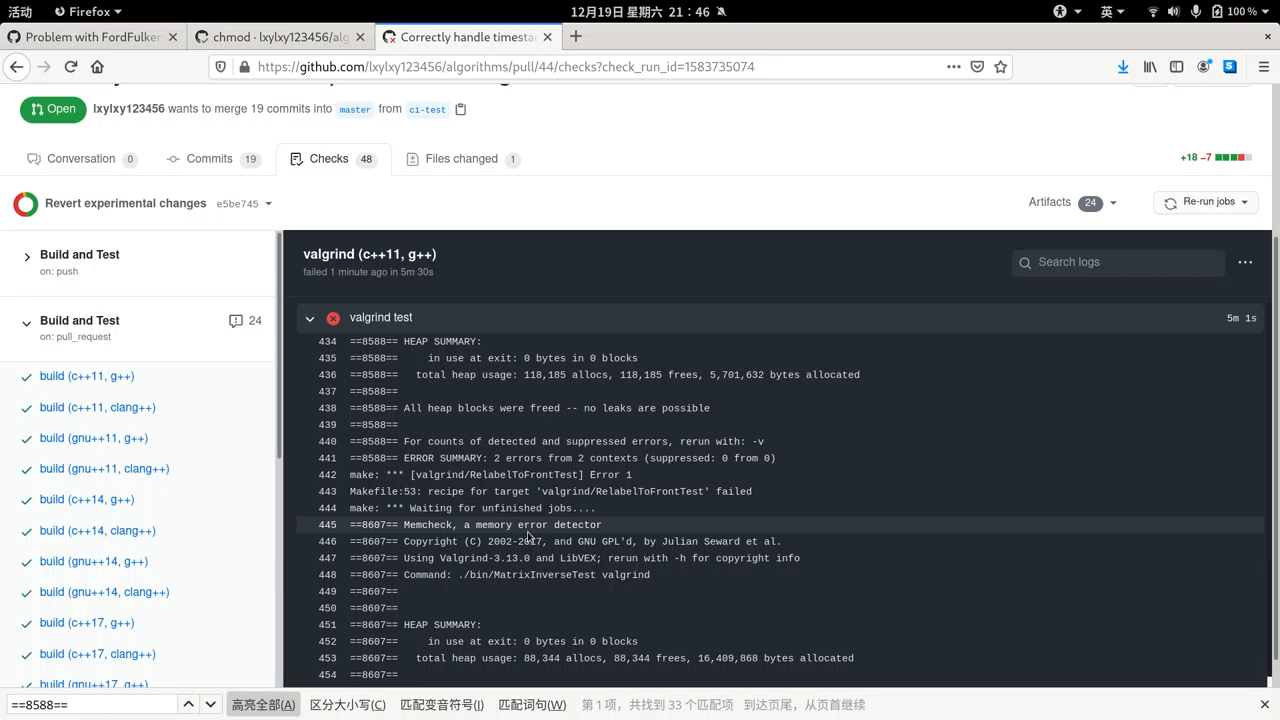 活动 Firefox 12月19日 星期六 21:46 英 100 %
Problem with FordFulker
chmod · lxylxy123456/alg
Correctly handle timesta
https://github.com/lxylxy123456/algorithms/pull/44/checks?check_run_id=1583735074
Open lxylxy123456 wants to merge 19 commits into master from ci-test
Conversation 0 Commits 19 Checks 48 Files changed 1 +18 −7
Revert experimental changes e5be745 Artifacts 24 Re-run jobs
Build and Test
on: push
Build and Test 24
on: pull_request
build (c++11, g++)
build (c++11, clang++)
build (gnu++11, g++)
build (gnu++11, clang++)
build (c++14, g++)
build (c++14, clang++)
build (gnu++14, g++)
build (gnu++14, clang++)
build (c++17, g++)
build (c++17, clang++)
build (gnu++17, g++)
valgrind (c++11, g++)
failed 1 minute ago in 5m 30s
Search logs
valgrind test 5m 1s
434 ==8588== HEAP SUMMARY:
435 ==8588==     in use at exit: 0 bytes in 0 blocks
436 ==8588==   total heap usage: 118,185 allocs, 118,185 frees, 5,701,632 bytes allocated
437 ==8588==
438 ==8588== All heap blocks were freed -- no leaks are possible
439 ==8588==
440 ==8588== For counts of detected and suppressed errors, rerun with: -v
441 ==8588== ERROR SUMMARY: 2 errors from 2 contexts (suppressed: 0 from 0)
442 make: *** [valgrind/RelabelToFrontTest] Error 1
443 Makefile:53: recipe for target 'valgrind/RelabelToFrontTest' failed
444 make: *** Waiting for unfinished jobs....
445 ==8607== Memcheck, a memory error detector
446 ==8607== Copyright (C) 2002-2017, and GNU GPL'd, by Julian Seward et al.
447 ==8607== Using Valgrind-3.13.0 and LibVEX; rerun with -h for copyright info
448 ==8607== Command: ./bin/MatrixInverseTest valgrind
449 ==8607==
450 ==8607==
451 ==8607== HEAP SUMMARY:
452 ==8607==     in use at exit: 0 bytes in 0 blocks
453 ==8607==   total heap usage: 88,344 allocs, 88,344 frees, 16,409,868 bytes allocated
454 ==8607==
==8588== 高亮全部(A) 区分大小写(C) 匹配变音符号(I) 匹配词句(W) 第1项，共找到 33 个匹配项 到达页尾，从页首继续